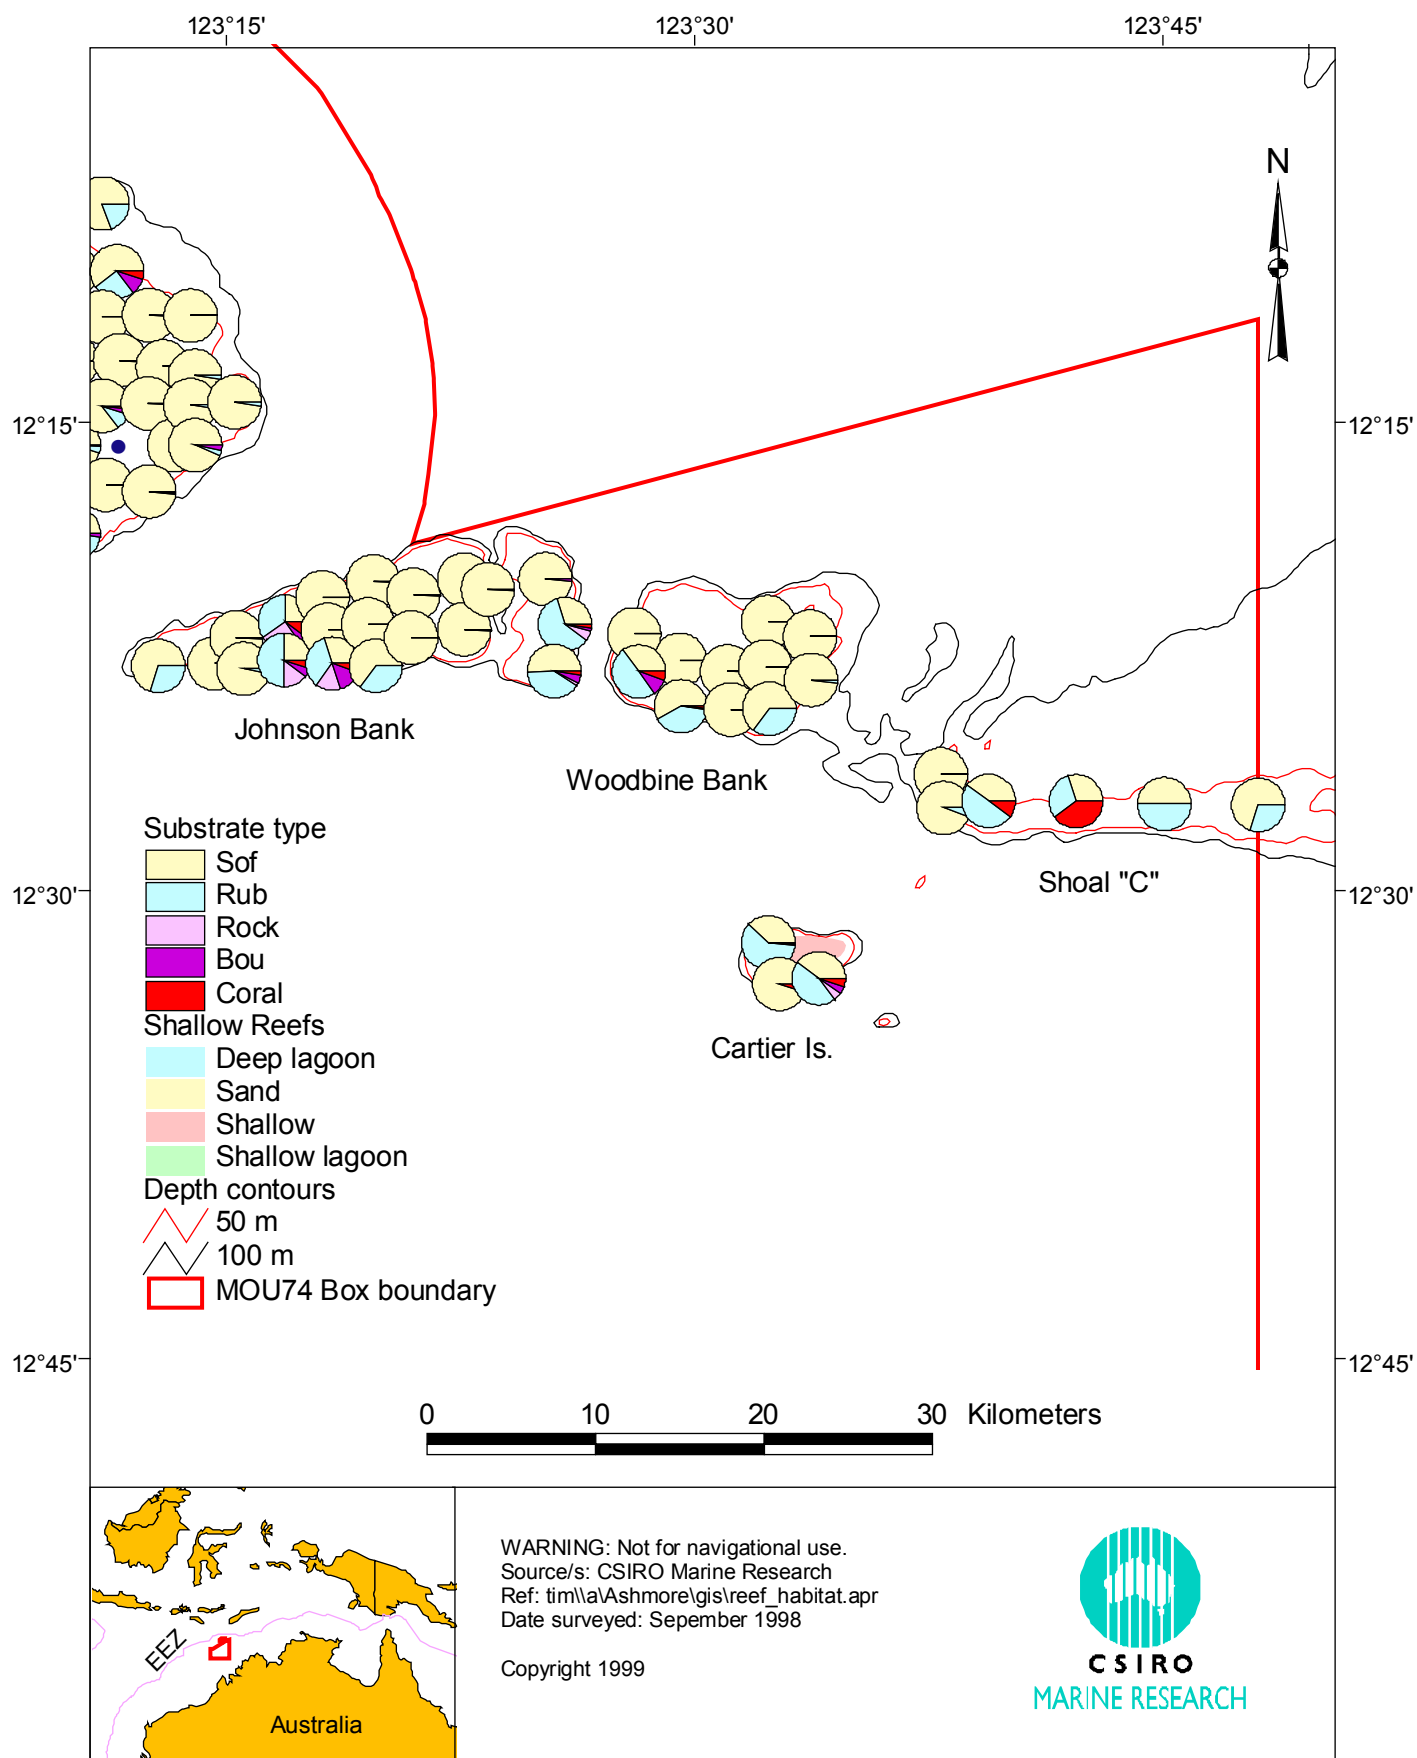 123°15' 123°30' 123°45'
N
12°15' 12°15'
Johnson Bank
Woodbine Bank
Shoal "C"
12°30' 12°30'
Cartier Is.
Substrate type
Sof
Rub
Rock
Bou
Coral
Shallow Reefs
Deep lagoon
Sand
Shallow
Shallow lagoon
Depth contours
50 m
100 m
MOU74 Box boundary
12°45' 12°45'
0 10 20 30 Kilometers
EEZ
Australia
WARNING: Not for navigational use.
Source/s: CSIRO Marine Research
Ref: tim\\a\Ashmore\gis\reef_habitat.apr
Date surveyed: Sepember 1998
Copyright 1999
CSIRO
MARINE RESEARCH